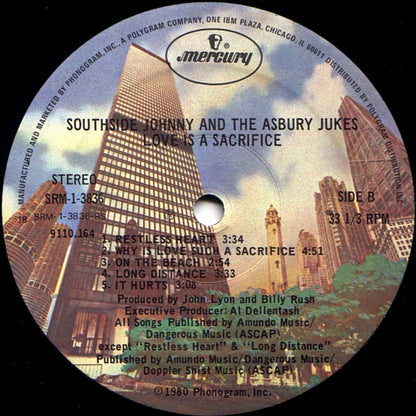 MANUFACTURED AND MARKETED BY PHONOGRAM, INC., A POLYGRAM COMPANY, ONE IBM PLAZA, CHICAGO, IL 60611 DISTRIBUTED BY POLYGRAM DISTRIBUTION, INC.
mercury
SOUTHSIDE JOHNNY AND THE ASBURY JUKES
LOVE IS A SACRIFICE
STEREO
SRM-1-3836
SRM-1-3836-BS
9110.164
SIDE B
33 1/3 RPM
1. RESTLESS HEART 3:34
2. WHY IS LOVE SUCH A SACRIFICE 4:51
3. ON THE BEACH 2:54
4. LONG DISTANCE 3:33
5. IT HURTS 3:08
Produced by John Lyon and Billy Rush
Executive Producer: Al Dellentash
All Songs Published by Amundo Music/
Dangerous Music (ASCAP)
except "Restless Heart" & "Long Distance"
Published by Amundo Music/Dangerous Music/
Doppler Shist Music (ASCAP)
©1980 Phonogram, Inc.